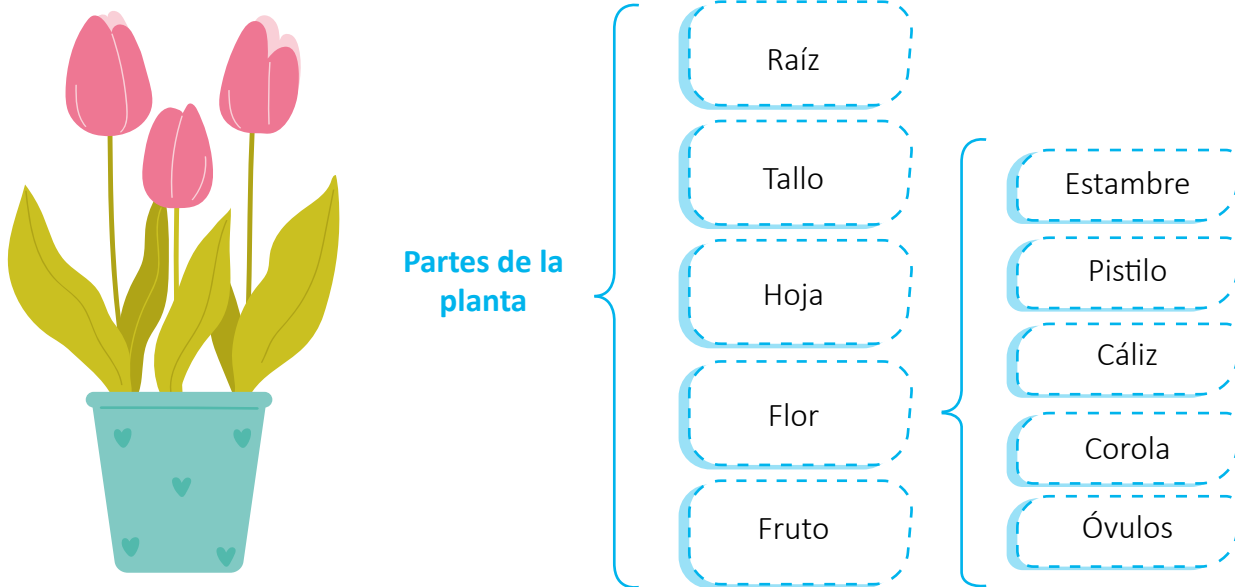 Partes de la
planta
Raíz
Tallo
Hoja
Flor
Fruto
Estambre
Pistilo
Cáliz
Corola
Óvulos